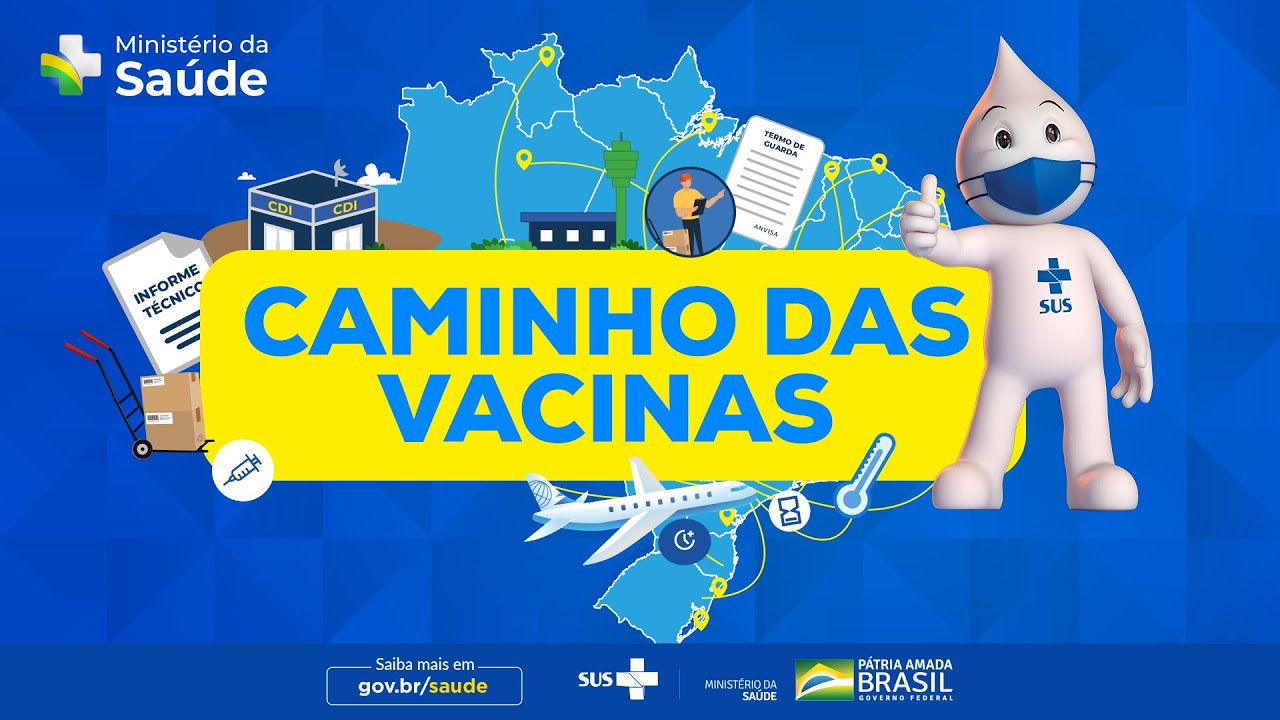 Ministério da
Saúde
TERMO DE
GUARDA
ANVISA
CDI CDI
INFORME
TÉCNICO
CAMINHO DAS
VACINAS
SUS
Saiba mais em
gov.br/saude
SUS
MINISTÉRIO DA
SAÚDE
PÁTRIA AMADA
BRASIL
GOVERNO FEDERAL